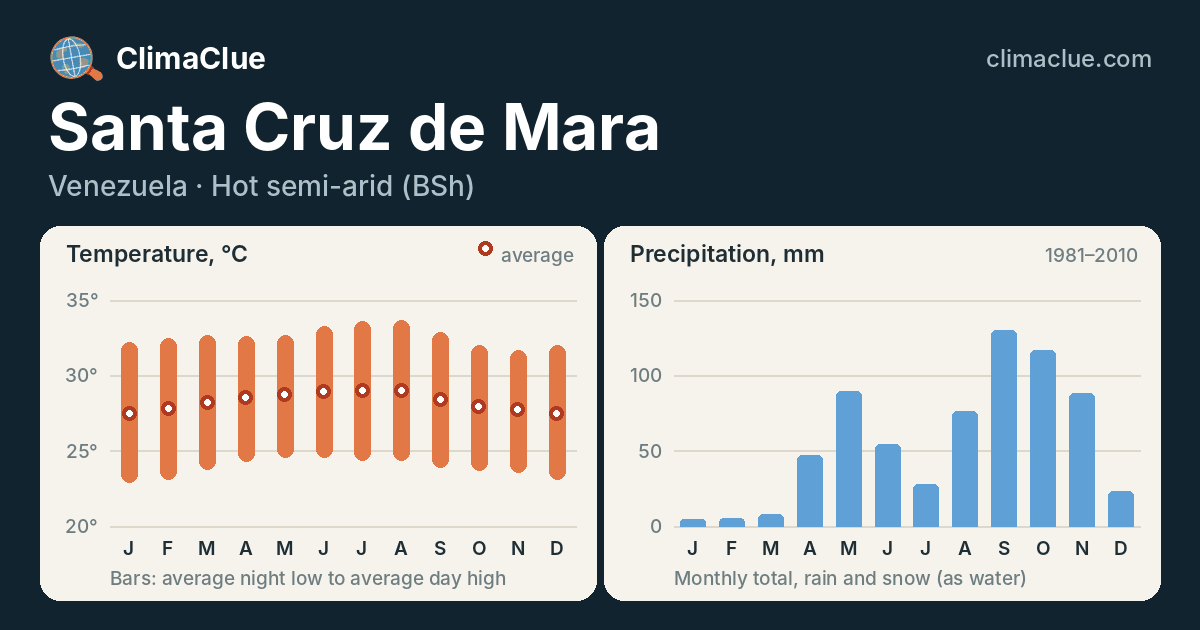 ClimaClue
climaclue.com
Santa Cruz de Mara
Venezuela · Hot semi-arid (BSh)
Temperature, °C
average
35°
30°
25°
20°
J F M A M J J A S O N D
Bars: average night low to average day high
Precipitation, mm
1981–2010
150
100
50
0
J F M A M J J A S O N D
Monthly total, rain and snow (as water)